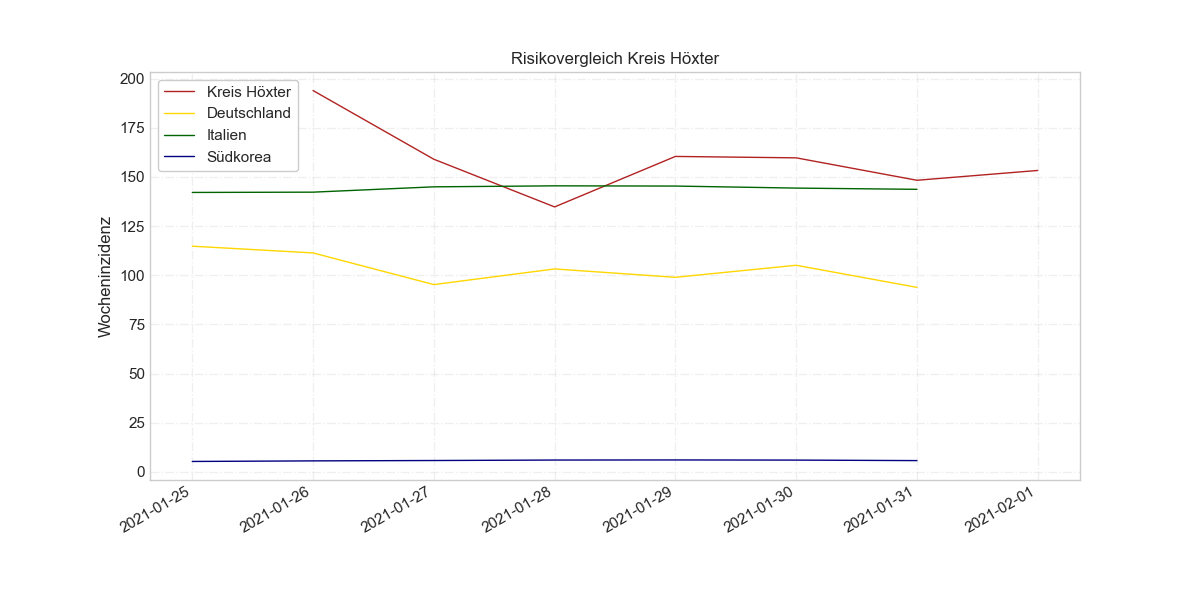 Risikovergleich Kreis Höxter
Kreis Höxter
Deutschland
Italien
Südkorea
Wocheninzidenz
200
175
150
125
100
75
50
25
0
2021-01-25
2021-01-26
2021-01-27
2021-01-28
2021-01-29
2021-01-30
2021-01-31
2021-02-01